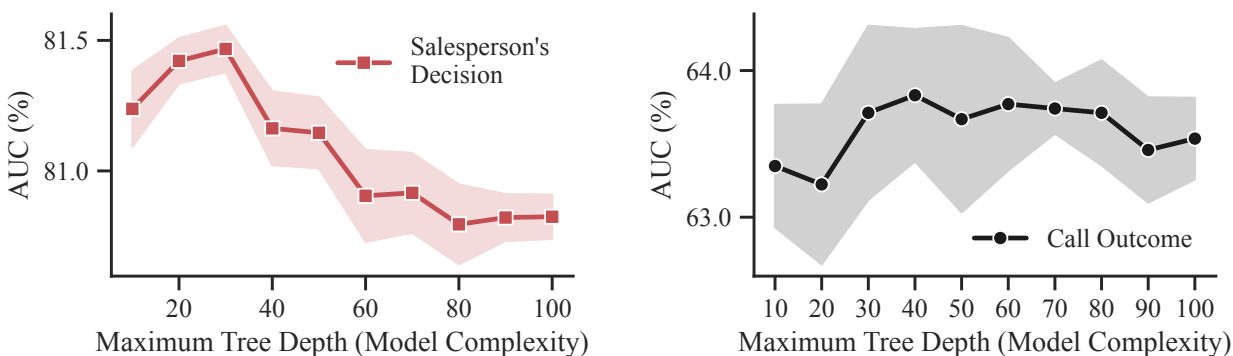 81.5
81.0
AUC (%)
Salesperson's
Decision
20 40 60 80 100
Maximum Tree Depth (Model Complexity)
64.0
63.0
AUC (%)
Call Outcome
10 20 30 40 50 60 70 80 90 100
Maximum Tree Depth (Model Complexity)